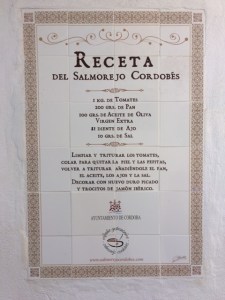 Receta
del Salmorejo Cordobés
1 kg. de Tomates
200 grs. de Pan
100 grs. de Aceite de Oliva
Virgen Extra
1 diente de Ajo
10 grs. de Sal
Limpiar y triturar los tomates,
colar para quitar la piel y las pepitas,
volver a triturar añadiéndole el pan,
el aceite, los ajos y la sal.
Decorar con huevo duro picado
y trocitos de jamón ibérico.
AYUNTAMIENTO DE CÓRDOBA